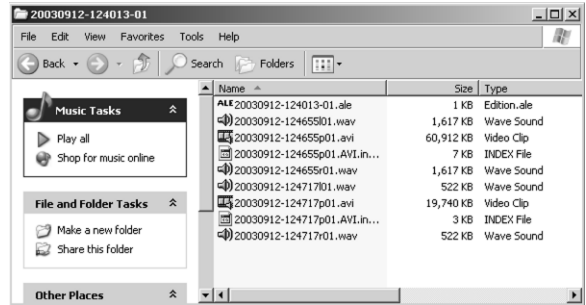 20030912-124013-01
File Edit View Favorites Tools Help
Back Search Folders
Music Tasks
Play all
Shop for music online
File and Folder Tasks
Make a new folder
Share this folder
Other Places
Name Size Type
ALE 20030912-124013-01.ale 1 KB Edition.ale
20030912-124655l01.wav 1,617 KB Wave Sound
20030912-124655p01.avi 60,912 KB Video Clip
20030912-124655p01.AVI.in... 7 KB INDEX File
20030912-124655r01.wav 1,617 KB Wave Sound
20030912-124717l01.wav 522 KB Wave Sound
20030912-124717p01.avi 19,740 KB Video Clip
20030912-124717p01.AVI.in... 3 KB INDEX File
20030912-124717r01.wav 522 KB Wave Sound